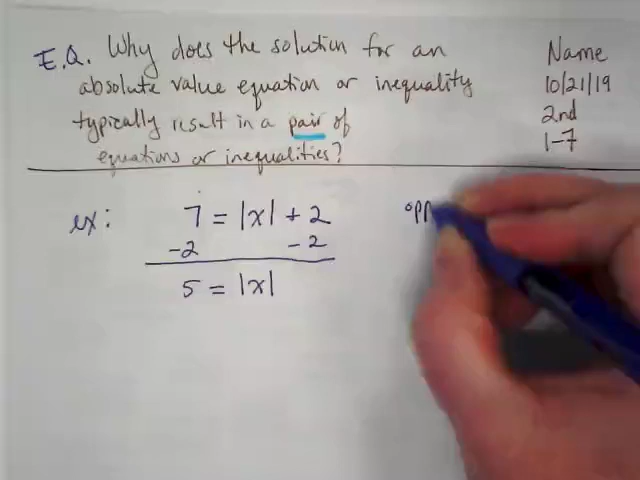 E.Q. Why does the solution for an
absolute value equation or inequality
typically result in a pair of
equations or inequalities?
Name
10/21/19
2nd
1-7
ex: 7 = |x| + 2
-2 - 2
5 = |x|
opp